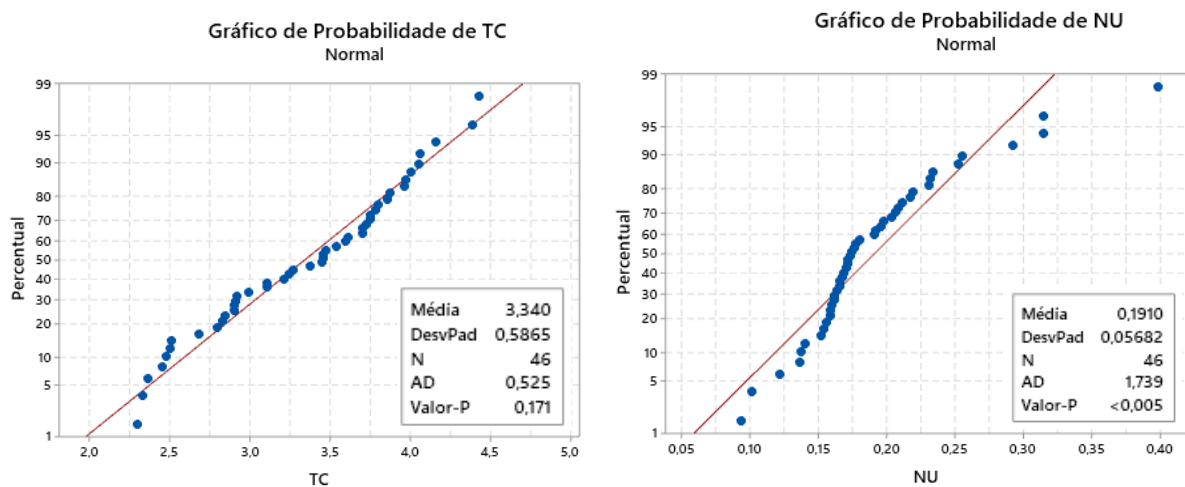 Gráfico de Probabilidade de TC
Normal
99
95
90
80
70
60
50
40
30
20
10
5
1
Percentual
2,0 2,5 3,0 3,5 4,0 4,5 5,0
TC
Média 3,340
DesvPad 0,5865
N 46
AD 0,525
Valor-P 0,171
Gráfico de Probabilidade de NU
Normal
99
95
90
80
70
60
50
40
30
20
10
5
1
Percentual
0,05 0,10 0,15 0,20 0,25 0,30 0,35 0,40
NU
Média 0,1910
DesvPad 0,05682
N 46
AD 1,739
Valor-P <0,005